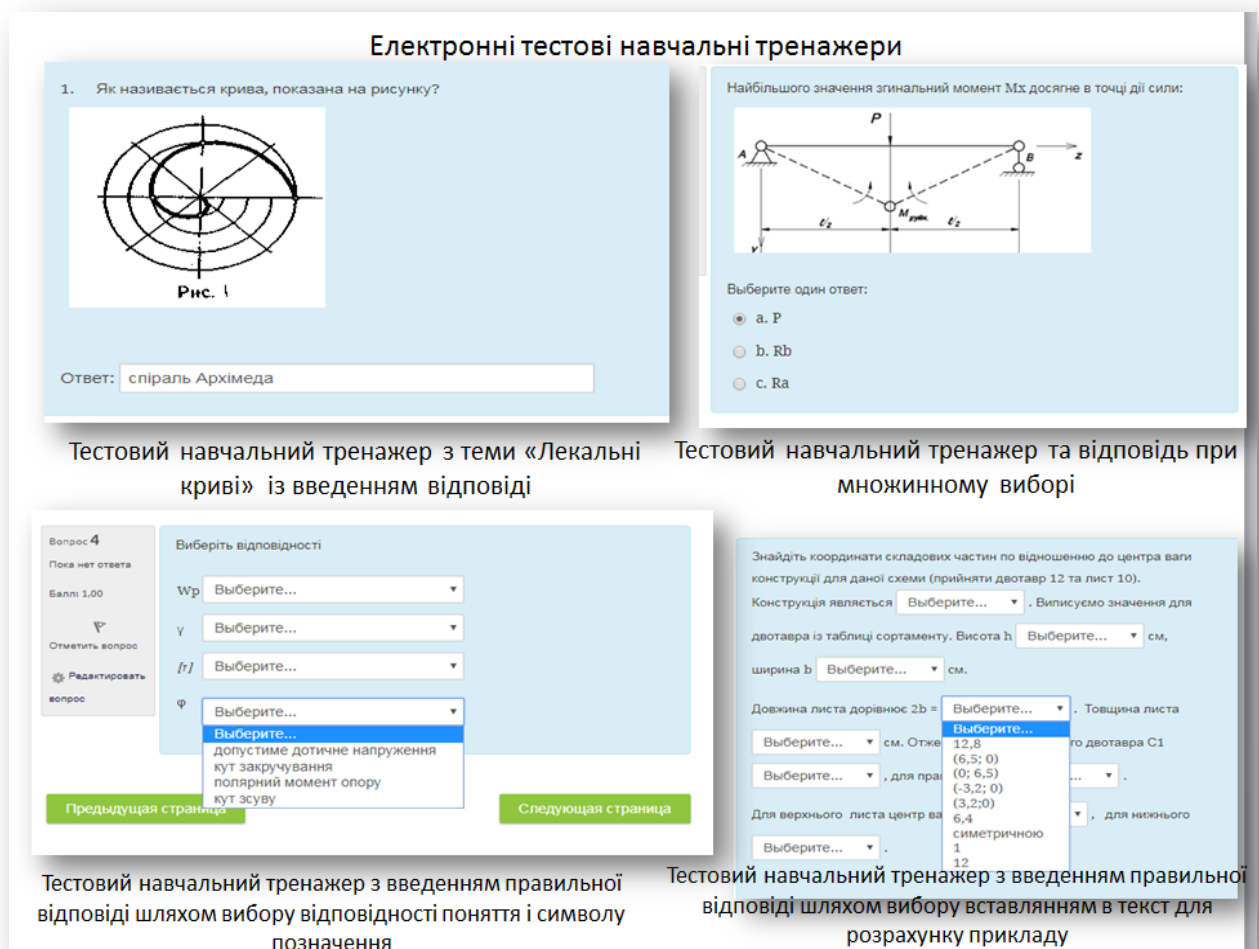 Електронні тестові навчальні тренажери
1. Як називається крива, показана на рисунку?
Рис. 1
Ответ: спіраль Архімеда
Тестовий навчальний тренажер з теми «Лекальні
криві» із введенням відповіді
Найбільшого значення згинальний момент Mx досягне в точці дії сили:
P
A
B
z
M руйн.
ℓ/2
ℓ/2
y
Выберите один ответ:
a. P
b. Rb
c. Ra
Тестовий навчальний тренажер та відповідь при
множинному виборі
Вопрос 4
Пока нет ответа
Балл: 1,00
Отметить вопрос
Редактировать
вопрос
Виберіть відповідності
Wp Выберите...
γ Выберите...
[τ] Выберите...
φ Выберите...
Выберите...
допустиме дотичне напруження
кут закручування
полярний момент опору
кут зсуву
Предыдущая страница
Следующая страница
Тестовий навчальний тренажер з введенням правильної
відповіді шляхом вибору відповідності поняття і символу
позначення
Знайдіть координати складових частин по відношенню до центра ваги
конструкції для даної схеми (прийняти двотавр 12 та лист 10).
Конструкція являється Выберите... . Виписуємо значення для
двотавра із таблиці сортаменту. Висота h Выберите... см,
ширина b Выберите... см.
Довжина листа дорівнює 2b = Выберите... . Товщина листа
Выберите... см. Отже го двотавра C1
Выберите... , для пра ... .
Для верхнього листа центр ва , для нижнього
Выберите... .
Выберите...
12,8
(6,5; 0)
(0; 6,5)
(-3,2; 0)
(3,2;0)
6,4
симетричною
1
12
Тестовий навчальний тренажер з введенням правильної
відповіді шляхом вибору вставлянням в текст для
розрахунку прикладу